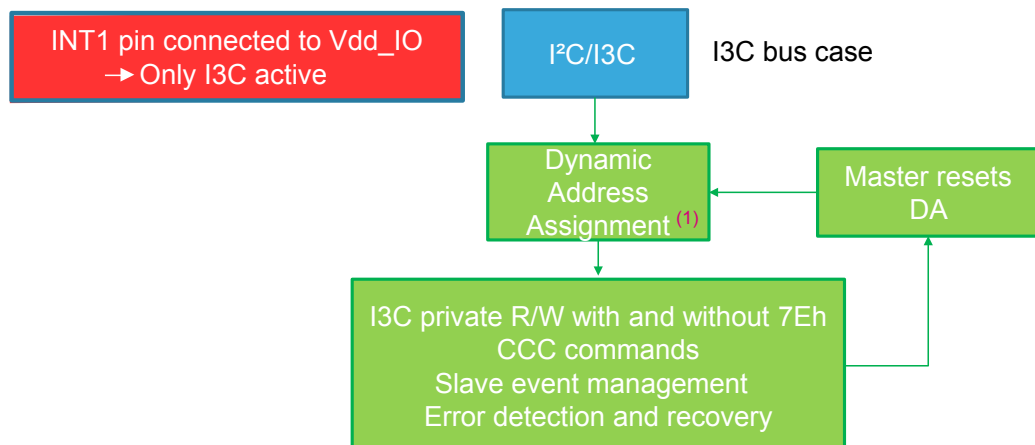 INT1 pin connected to Vdd_IO
→ Only I3C active
I²C/I3C
I3C bus case
Dynamic
Address
Assignment (1)
Master resets
DA
I3C private R/W with and without 7Eh
CCC commands
Slave event management
Error detection and recovery